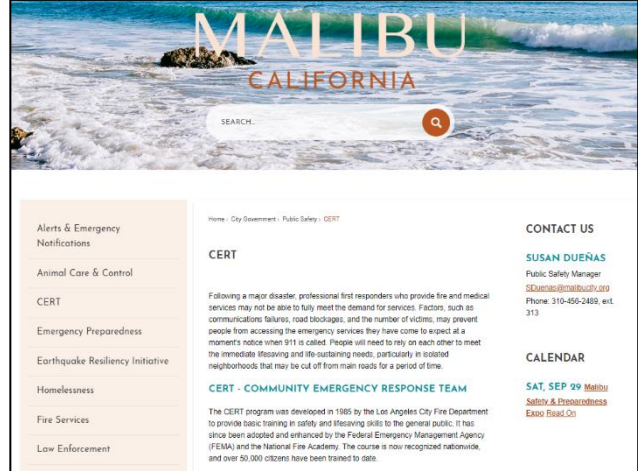 MALIBU
CALIFORNIA
SEARCH...
Alerts & Emergency
Notifications
Animal Care & Control
CERT
Emergency Preparedness
Earthquake Resiliency Initiative
Homelessness
Fire Services
Law Enforcement
Home › City Government › Public Safety › CERT
CERT
Following a major disaster, professional first responders who provide fire and medical
services may not be able to fully meet the demand for services. Factors, such as
communications failures, road blockages, and the number of victims, may prevent
people from accessing the emergency services they have come to expect at a
moment's notice when 911 is called. People will need to rely on each other to meet
the immediate lifesaving and life-sustaining needs, particularly in isolated
neighborhoods that may be cut off from main roads for a period of time.
CERT - COMMUNITY EMERGENCY RESPONSE TEAM
The CERT program was developed in 1985 by the Los Angeles City Fire Department
to provide basic training in safety and lifesaving skills to the general public. It has
since been adopted and enhanced by the Federal Emergency Management Agency
(FEMA) and the National Fire Academy. The course is now recognized nationwide,
and over 50,000 citizens have been trained to date.
CONTACT US
SUSAN DUEÑAS
Public Safety Manager
SDuenas@malibucity.org
Phone: 310-456-2489, ext.
313
CALENDAR
SAT, SEP 29 Malibu
Safety & Preparedness
Expo Read On